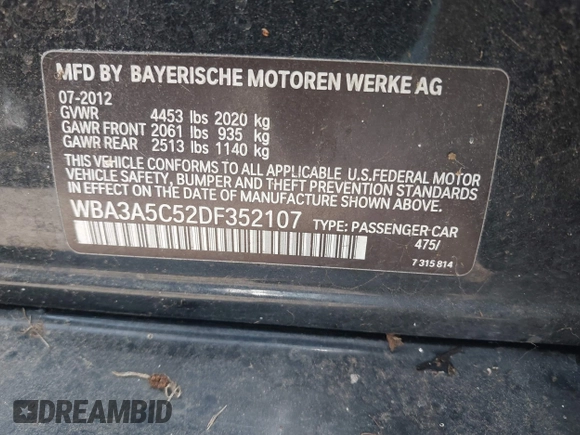 MFD BY BAYERISCHE MOTOREN WERKE AG
07-2012
GVWR 4453 lbs 2020 kg
GAWR FRONT 2061 lbs 935 kg
GAWR REAR 2513 lbs 1140 kg
THIS VEHICLE CONFORMS TO ALL APPLICABLE U.S.FEDERAL MOTOR
VEHICLE SAFETY, BUMPER AND THEFT PREVENTION STANDARDS
IN EFFECT ON THE DATE OF MANUFACTURE SHOWN ABOVE.
WBA3A5C52DF352107 TYPE: PASSENGER CAR
475/
7 315 814
DREAMBID